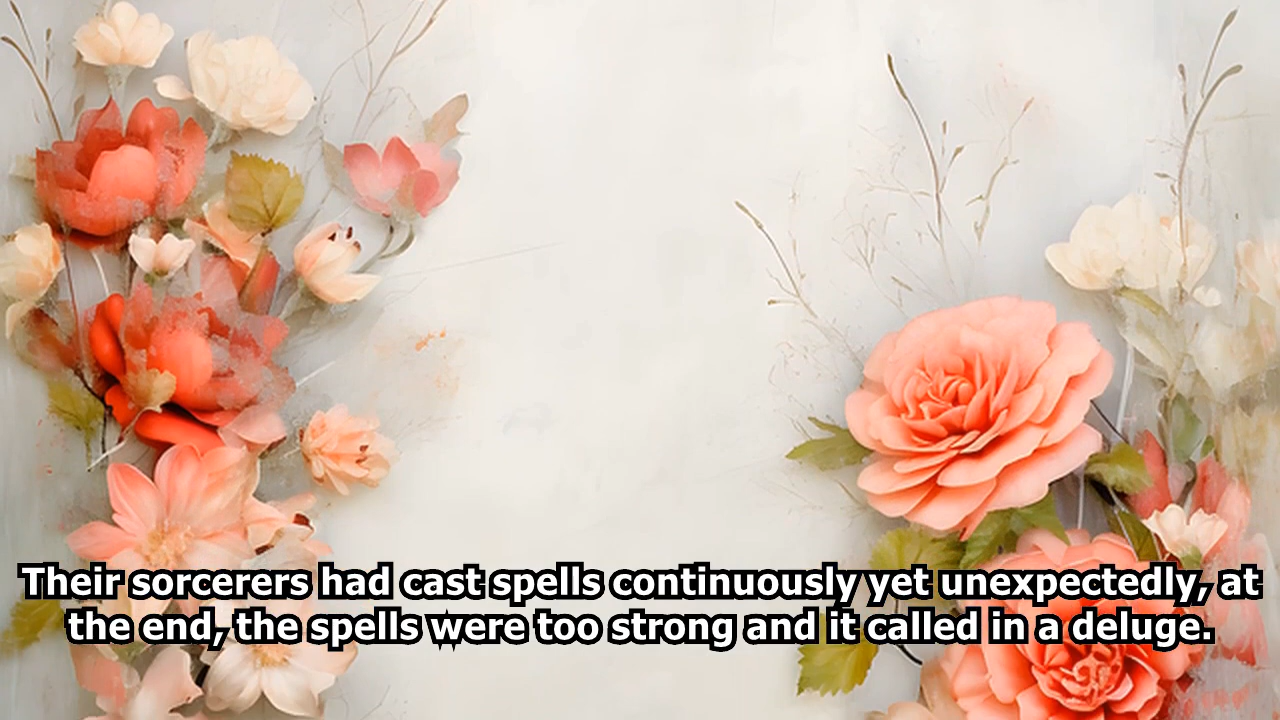 Their sorcerers had cast spells continuously yet unexpectedly, at
the end, the spells were too strong and it called in a deluge.